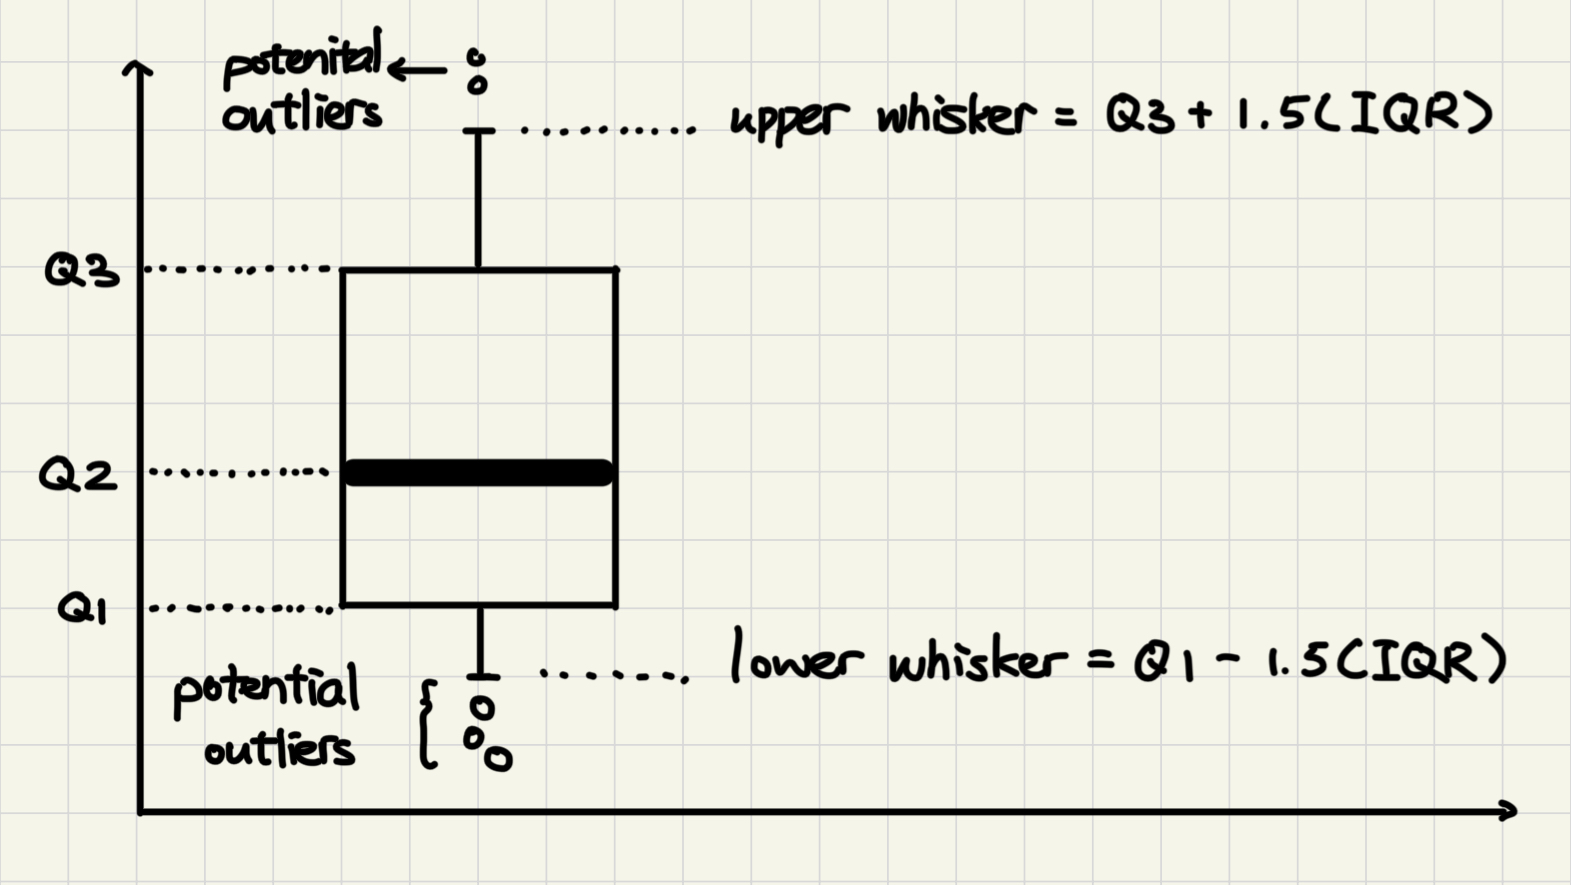 potenital
outliers
upper whisker = Q3 + 1.5(IQR)
Q3
Q2
Q1
lower whisker = Q1 - 1.5(IQR)
potential
outliers